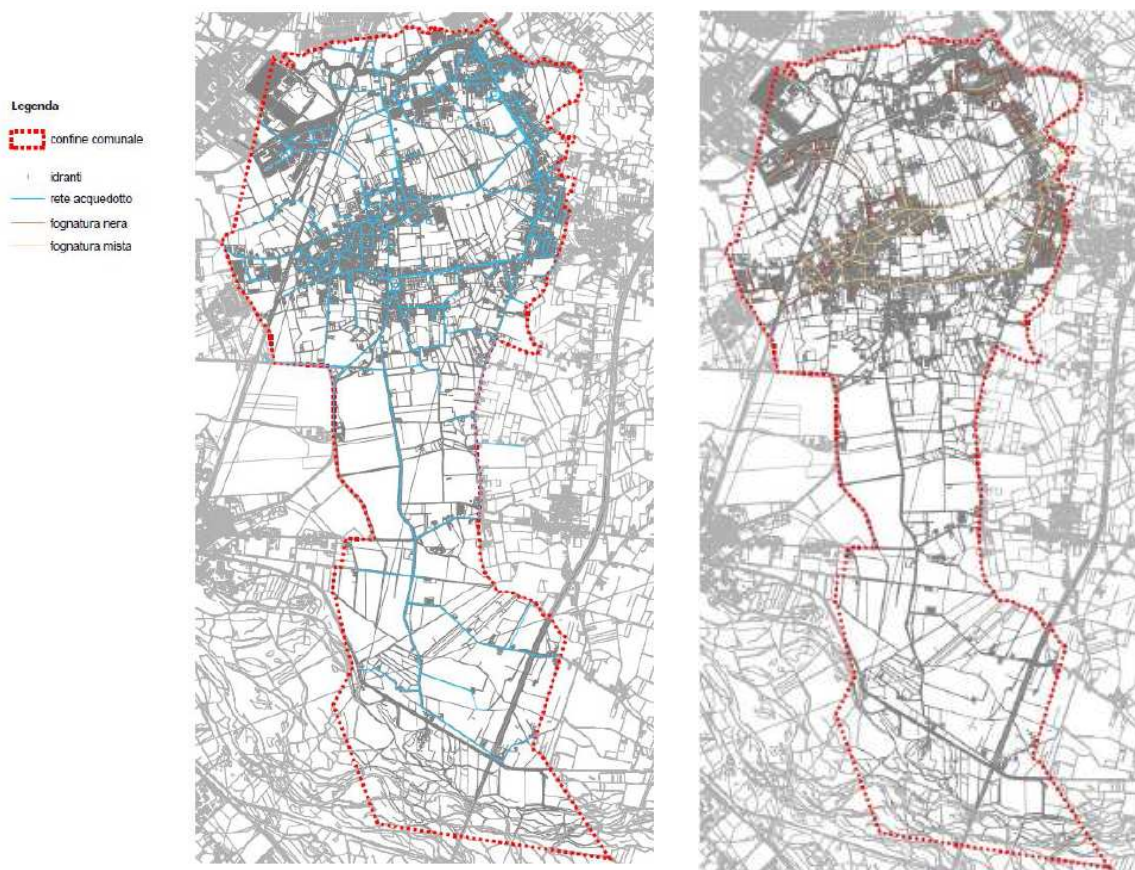 Legenda
confine comunale
idranti
rete acquedotto
fognatura nera
fognatura mista